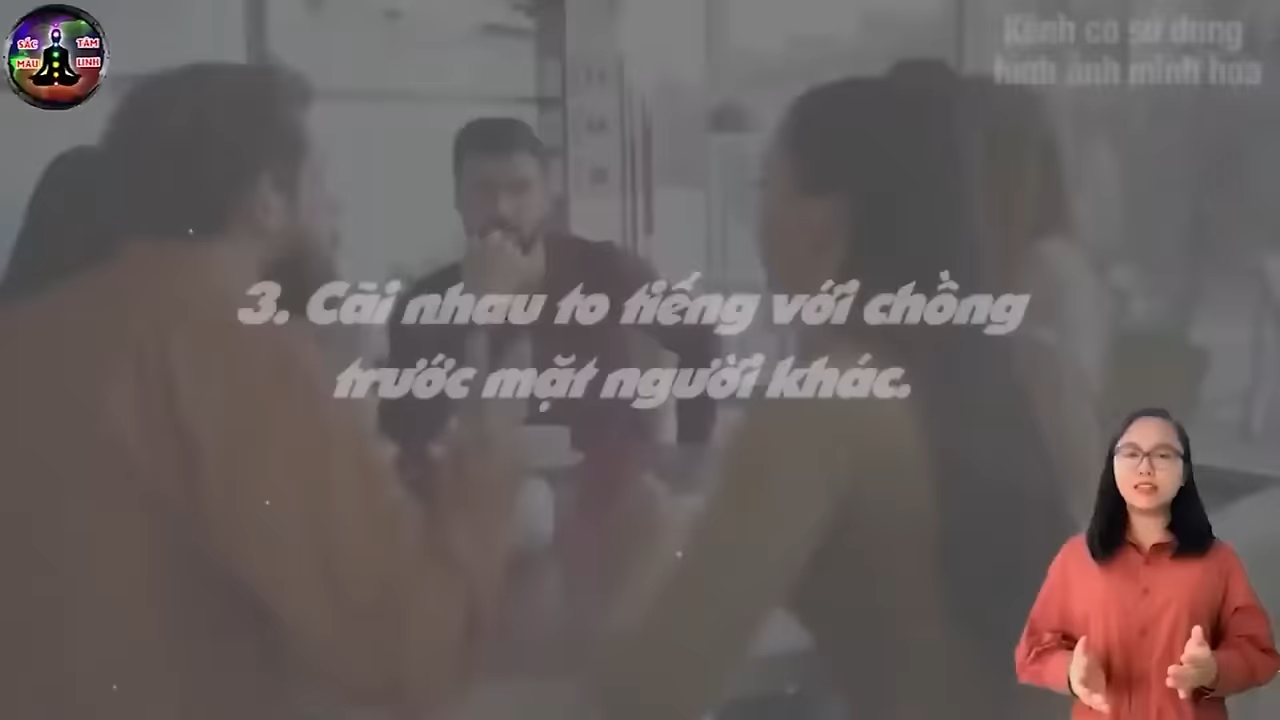 SẮC
MÀU
TÂM
LINH
Kênh có sử dụng
hình ảnh minh họa
3. Cãi nhau to tiếng với chồng
trước mặt người khác.